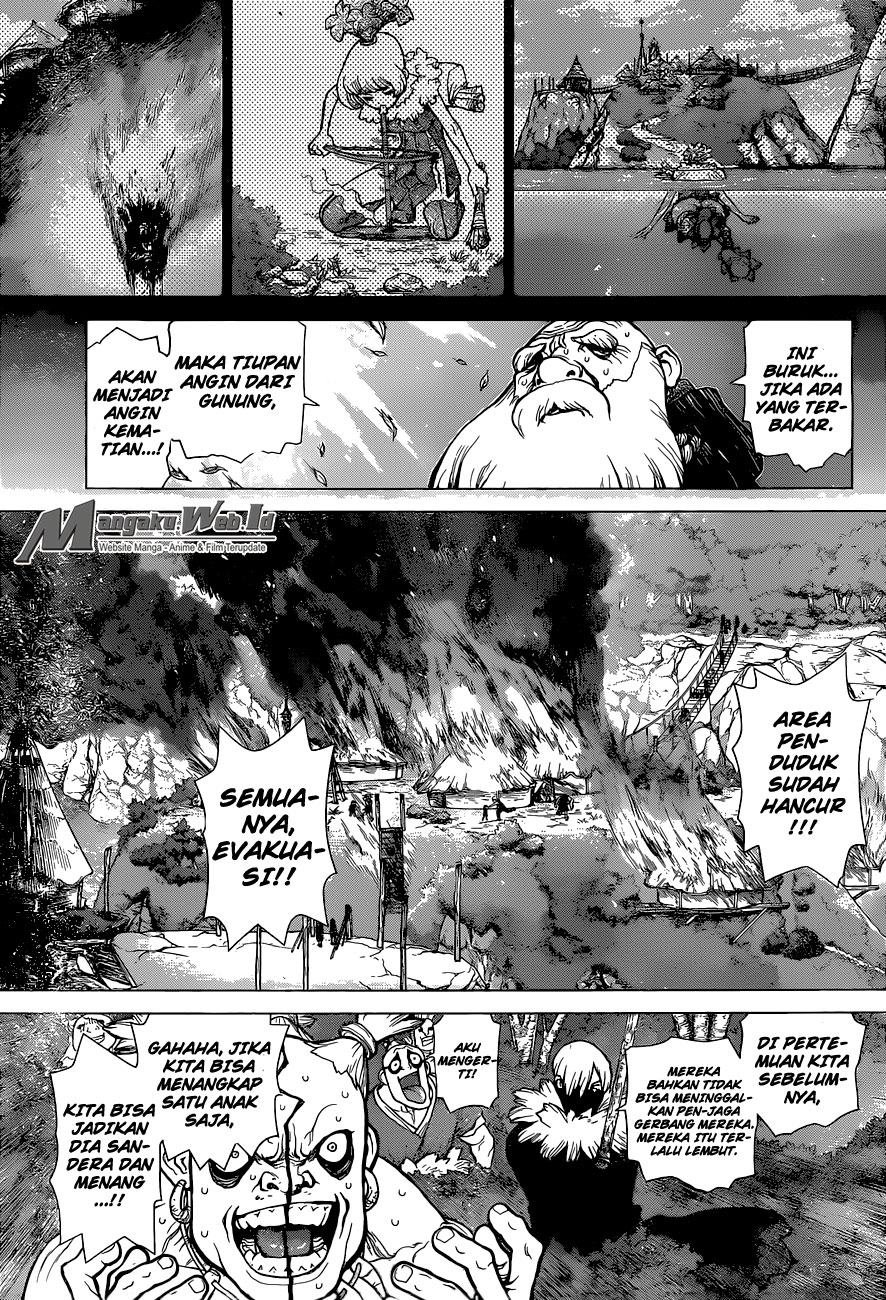 INI
BURUK...
JIKA ADA
YANG TER-
BAKAR.
MAKA TIUPAN
ANGIN DARI
GUNUNG,
AKAN
MENJADI
ANGIN
KEMA-
TIAN...!
Mangaku.Web.Id
Website Manga - Anime & Film Terupdate
AREA
PEN-
DUDUK
SUDAH
HANCUR
!!!
SEMUA-
NYA,
EVAKUA-
SI!!
DI PERTE-
MUAN KITA
SEBELUM-
NYA,
MEREKA
BAHKAN TIDAK
BISA MENINGGAL-
KAN PEN-JAGA
GERBANG MEREKA.
MEREKA ITU TER-
LALU LEMBUT.
AKU
MENGER-
TI!
GAHAHA, JIKA
KITA BISA
MENANGKAP
SATU ANAK
SAJA,
KITA BISA
JADIKAN
DIA SAN-
DERA DAN
MENANG
...!!